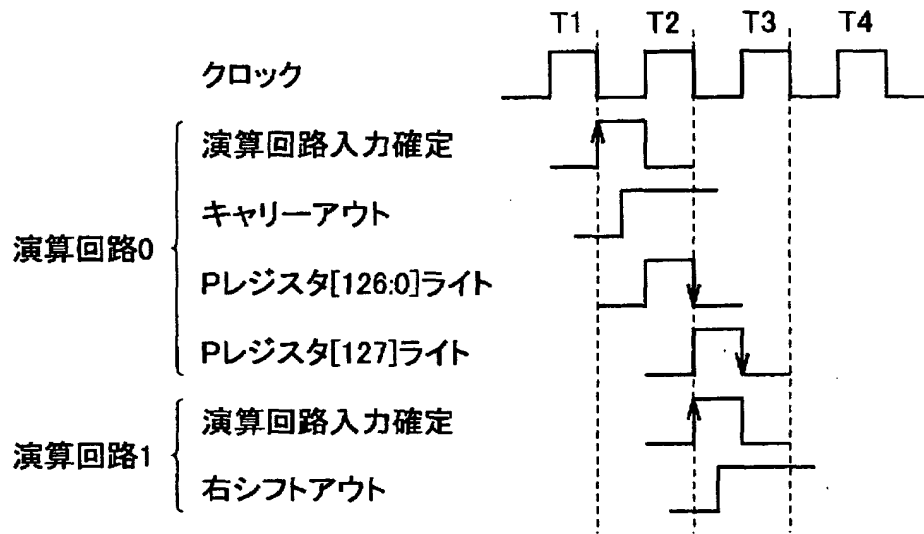 T1 T2 T3 T4
クロック
演算回路0
演算回路入力確定
キャリーアウト
Pレジスタ[126:0]ライト
Pレジスタ[127]ライト
演算回路1
演算回路入力確定
右シフトアウト